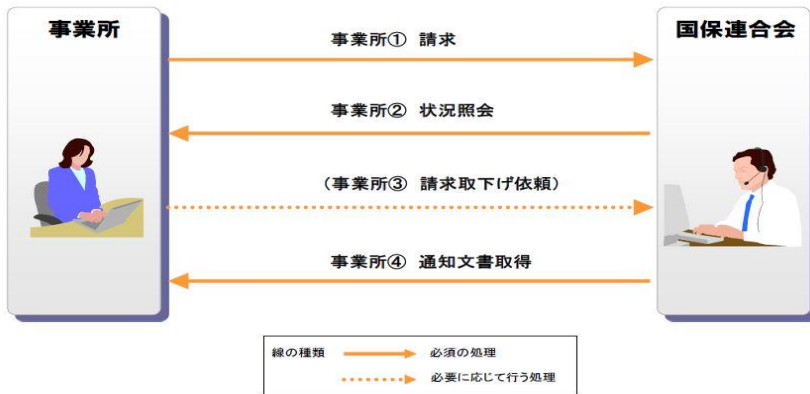 事業所
国保連合会
事業所① 請求
事業所② 状況照会
(事業所③ 請求取下げ依頼)
事業所④ 通知文書取得
線の種類 必須の処理
必要に応じて行う処理